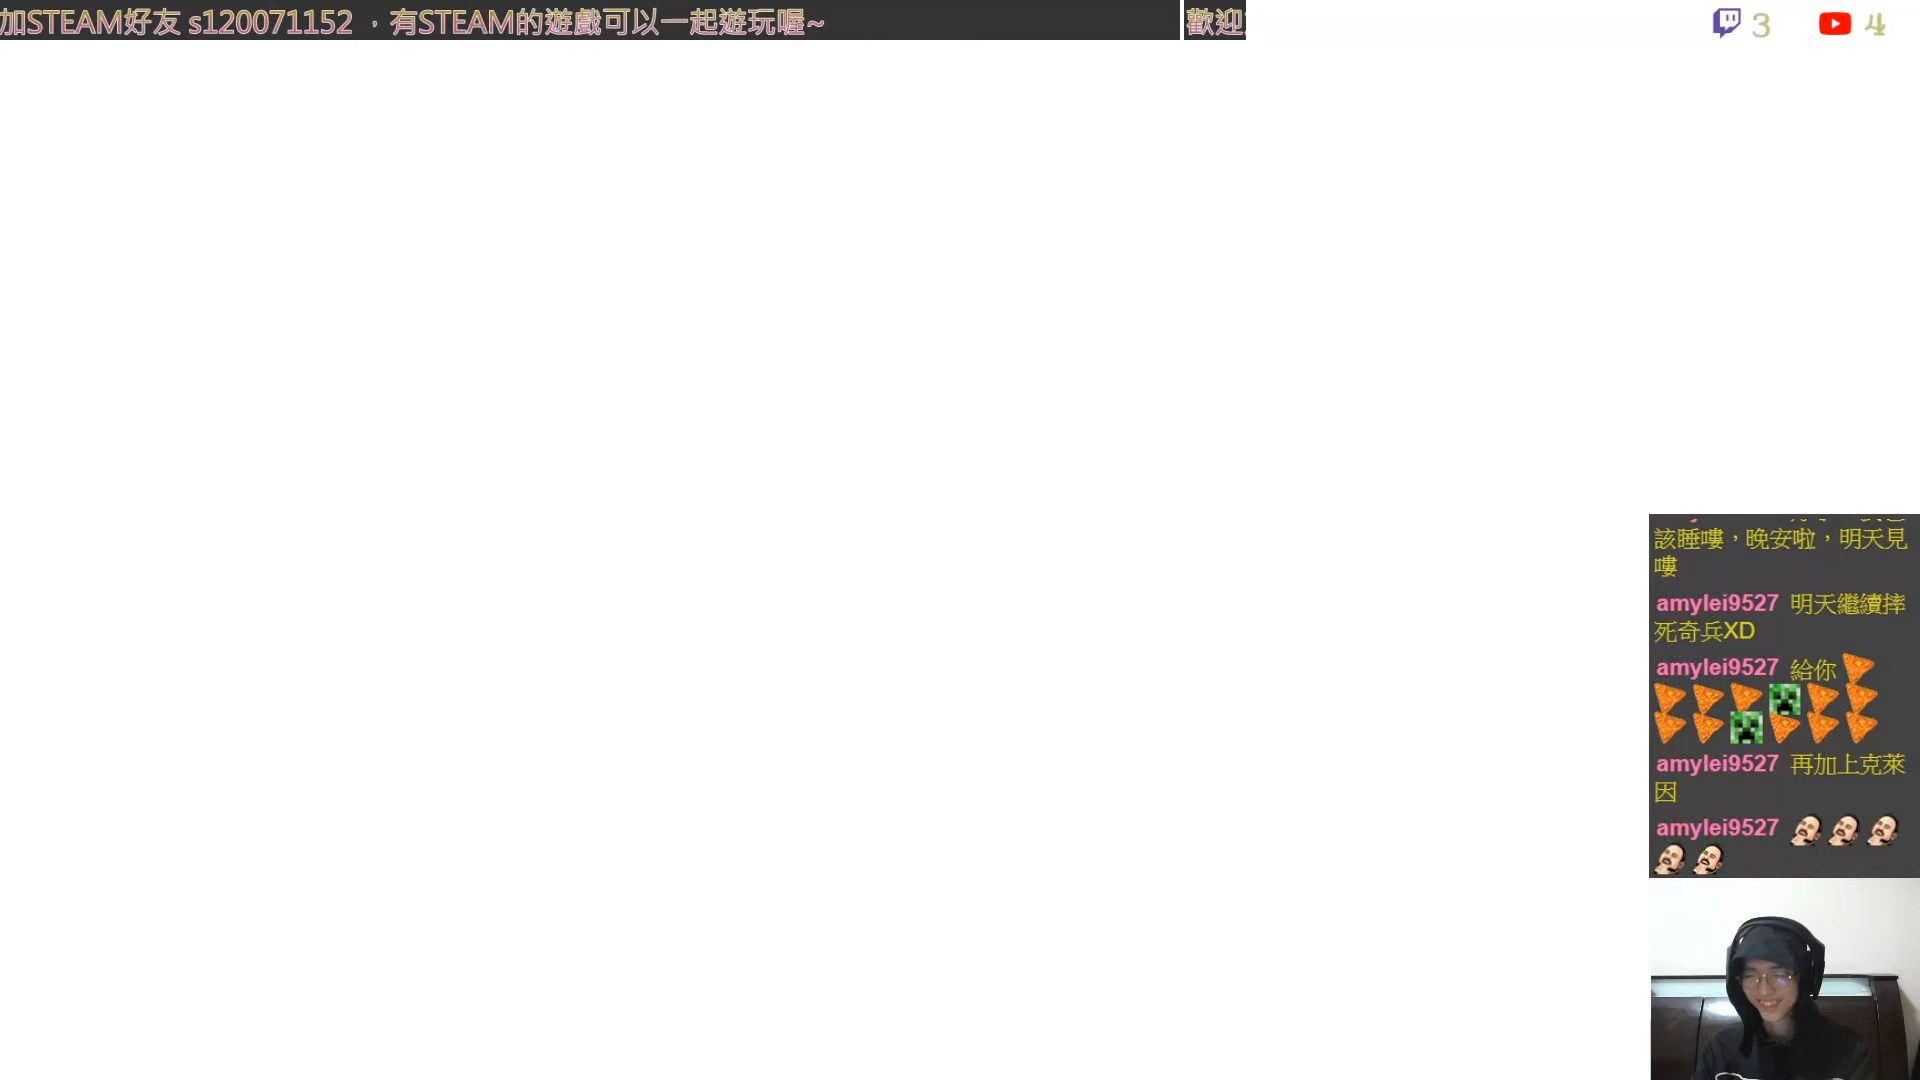 加STEAM好友 s120071152 ，有STEAM的遊戲可以一起遊玩喔~
歡迎
3
4
該睡嘍，晚安啦，明天見
嘍
amylei9527 明天繼續摔
死奇兵XD
amylei9527 給你
amylei9527 再加上克萊
因
amylei9527